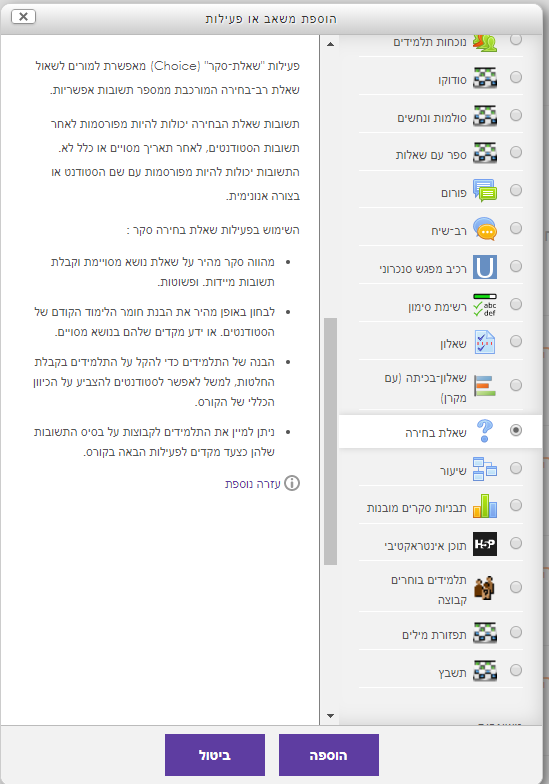 הוספת משאב או פעילות
נוכחות תלמידים
סודוקו
סולמות ונחשים
ספר עם שאלות
פורום
רב-שיח
רכיב מפגש סנכרוני
רשימת סימון
שאלון
שאלון-בכיתה (עם
מקרן)
שאלת בחירה
שיעור
תבניות סקרים מובנות
תוכן אינטראקטיבי
תלמידים בוחרים
קבוצה
תפזורת מילים
תשבץ
abc
def
U
H-P
פעילות "שאלת-סקר" (Choice) מאפשרת למורים לשאול
שאלת רב-בחירה המורכבת ממספר תשובות אפשריות.
תשובות שאלת הבחירה יכולות להיות מפורסמות לאחר
תשובות הסטודנטים, לאחר תאריך מסויים או כלל לא.
התשובות יכולות להיות מפורסמות עם שם הסטודנט או
בצורה אנונימית.
השימוש בפעילות שאלת בחירה סקר :
מהווה סקר מהיר על שאלת נושא מסויימת וקבלת
תשובות מיידות. ופשוטות.
לבחון באופן מהיר את הבנת חומר הלימוד הקודם של
הסטודנטים. או ידע מקדים שלהם בנושא מסויים.
הבנה של התלמידים כדי להקל על התלמידים בקבלת
החלטות, למשל לאפשר לסטודנטים להצביע על הכיוון
הכללי של הקורס.
ניתן למיין את התלמידים לקבוצות על בסיס התשובות
שלהן כצעד מקדים לפעילות הבאה בקורס.
עזרה נוספת
הוספה
ביטול